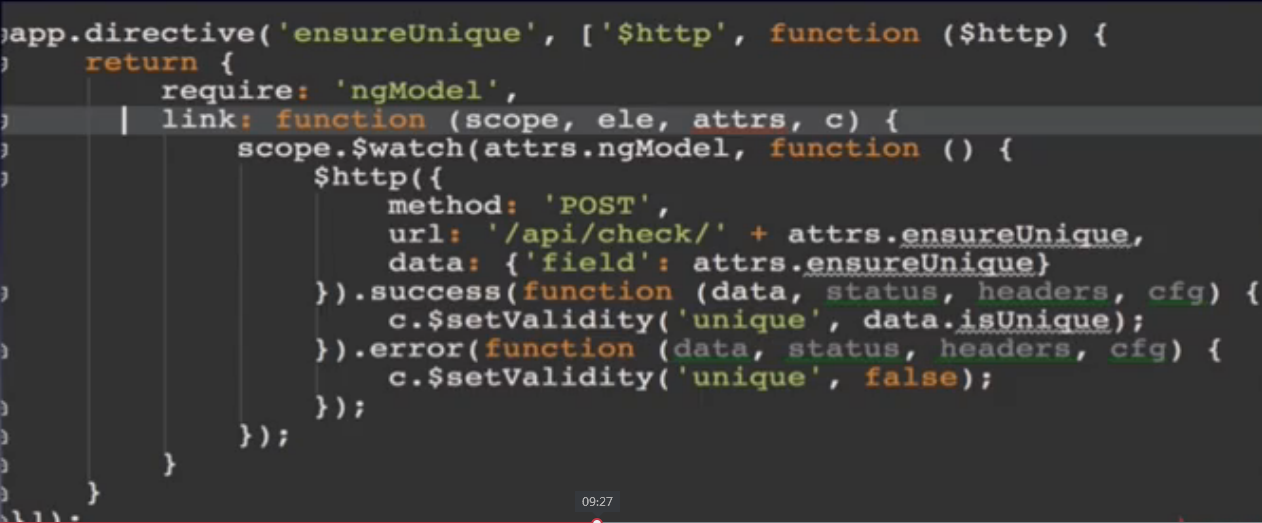 app.directive('ensureUnique', ['$http', function ($http) {
    return {
        require: 'ngModel',
        link: function (scope, ele, attrs, c) {
            scope.$watch(attrs.ngModel, function () {
                $http({
                    method: 'POST',
                    url: '/api/check/' + attrs.ensureUnique,
                    data: {'field': attrs.ensureUnique}
                }).success(function (data, status, headers, cfg) {
                    c.$setValidity('unique', data.isUnique);
                }).error(function (data, status, headers, cfg) {
                    c.$setValidity('unique', false);
                });
            });
        }
    }
}]);
09:27